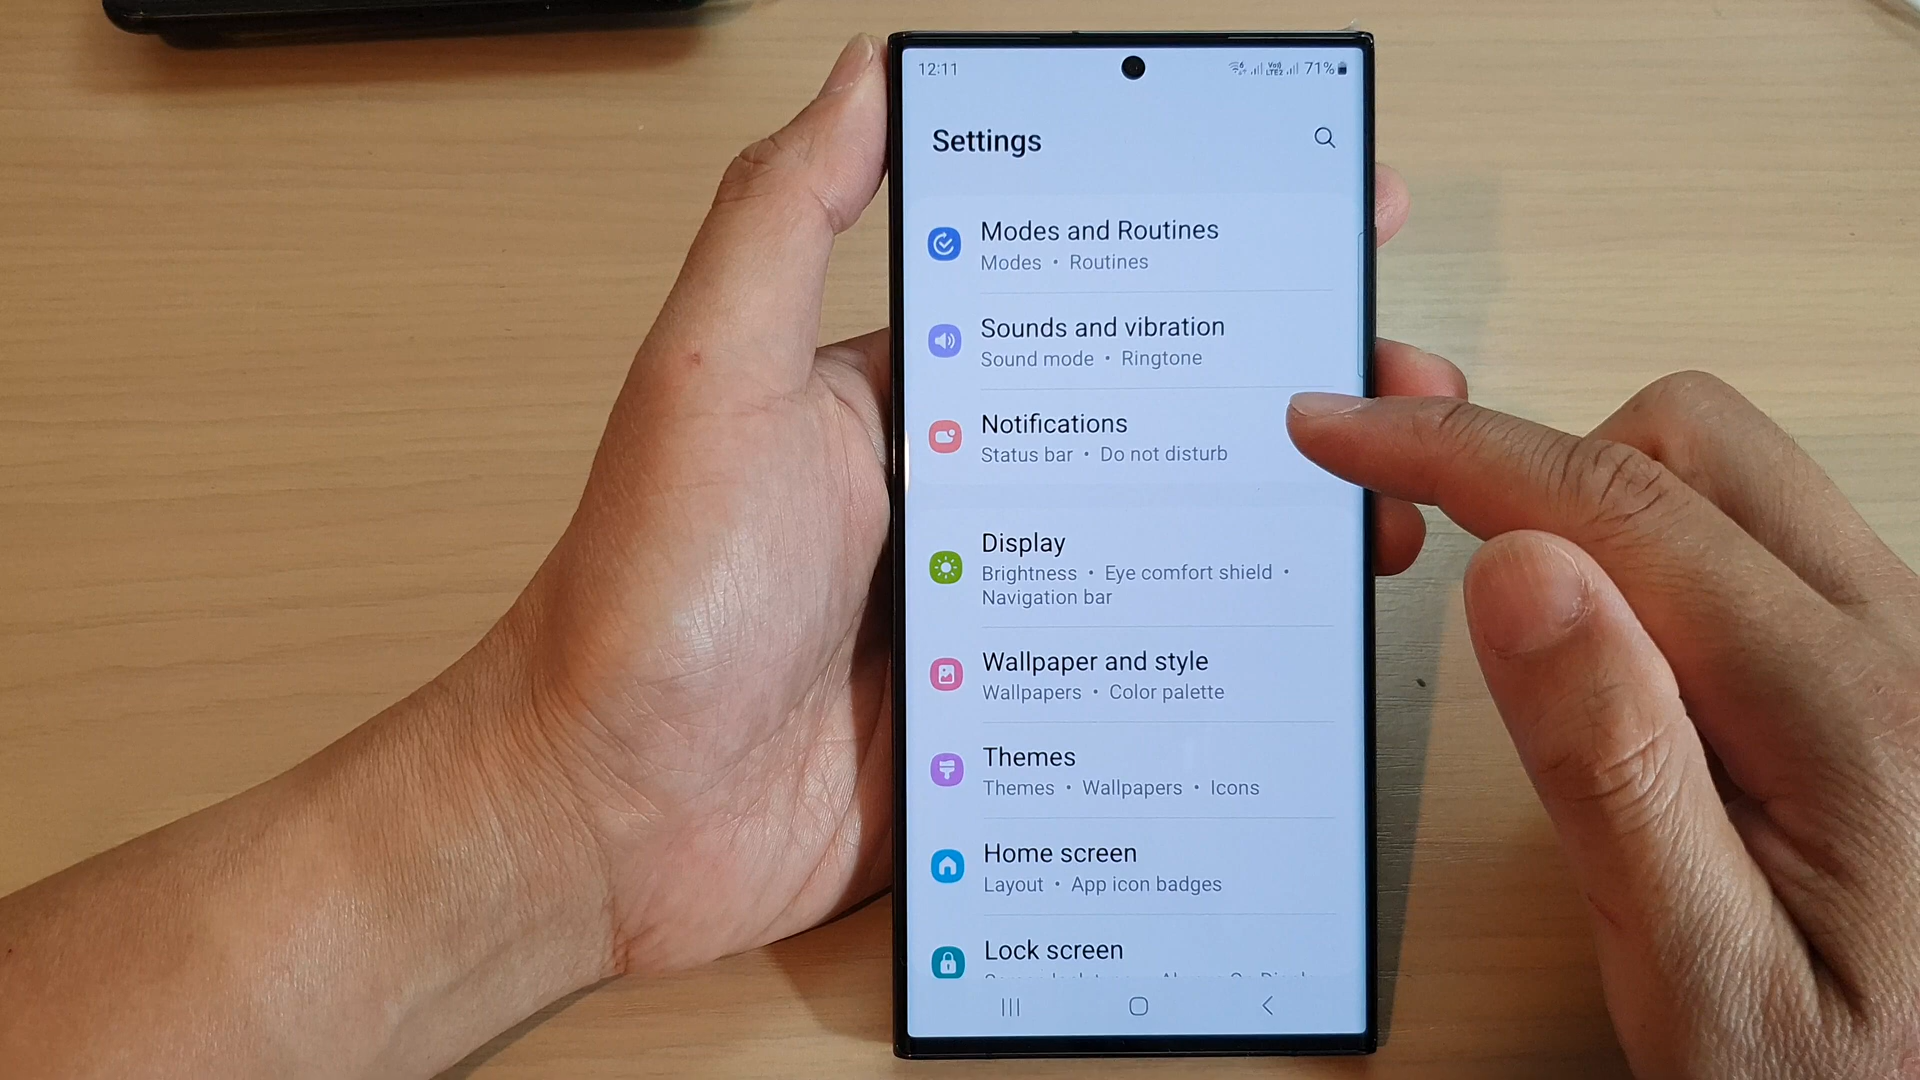 12:11
Vo)) LTE2 71%
Settings
Modes and Routines
Modes • Routines
Sounds and vibration
Sound mode • Ringtone
Notifications
Status bar • Do not disturb
Display
Brightness • Eye comfort shield •
Navigation bar
Wallpaper and style
Wallpapers • Color palette
Themes
Themes • Wallpapers • Icons
Home screen
Layout • App icon badges
Lock screen